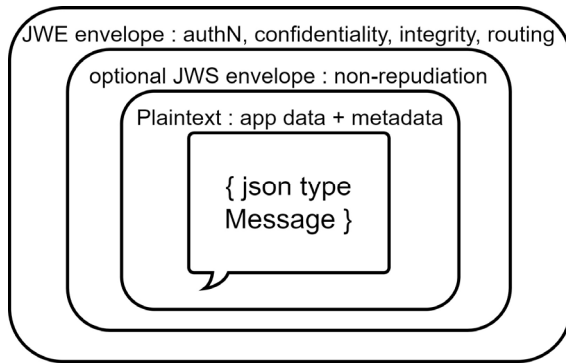 JWE envelope : authN, confidentiality, integrity, routing
optional JWS envelope : non-repudiation
Plaintext : app data + metadata
{ json type
Message }